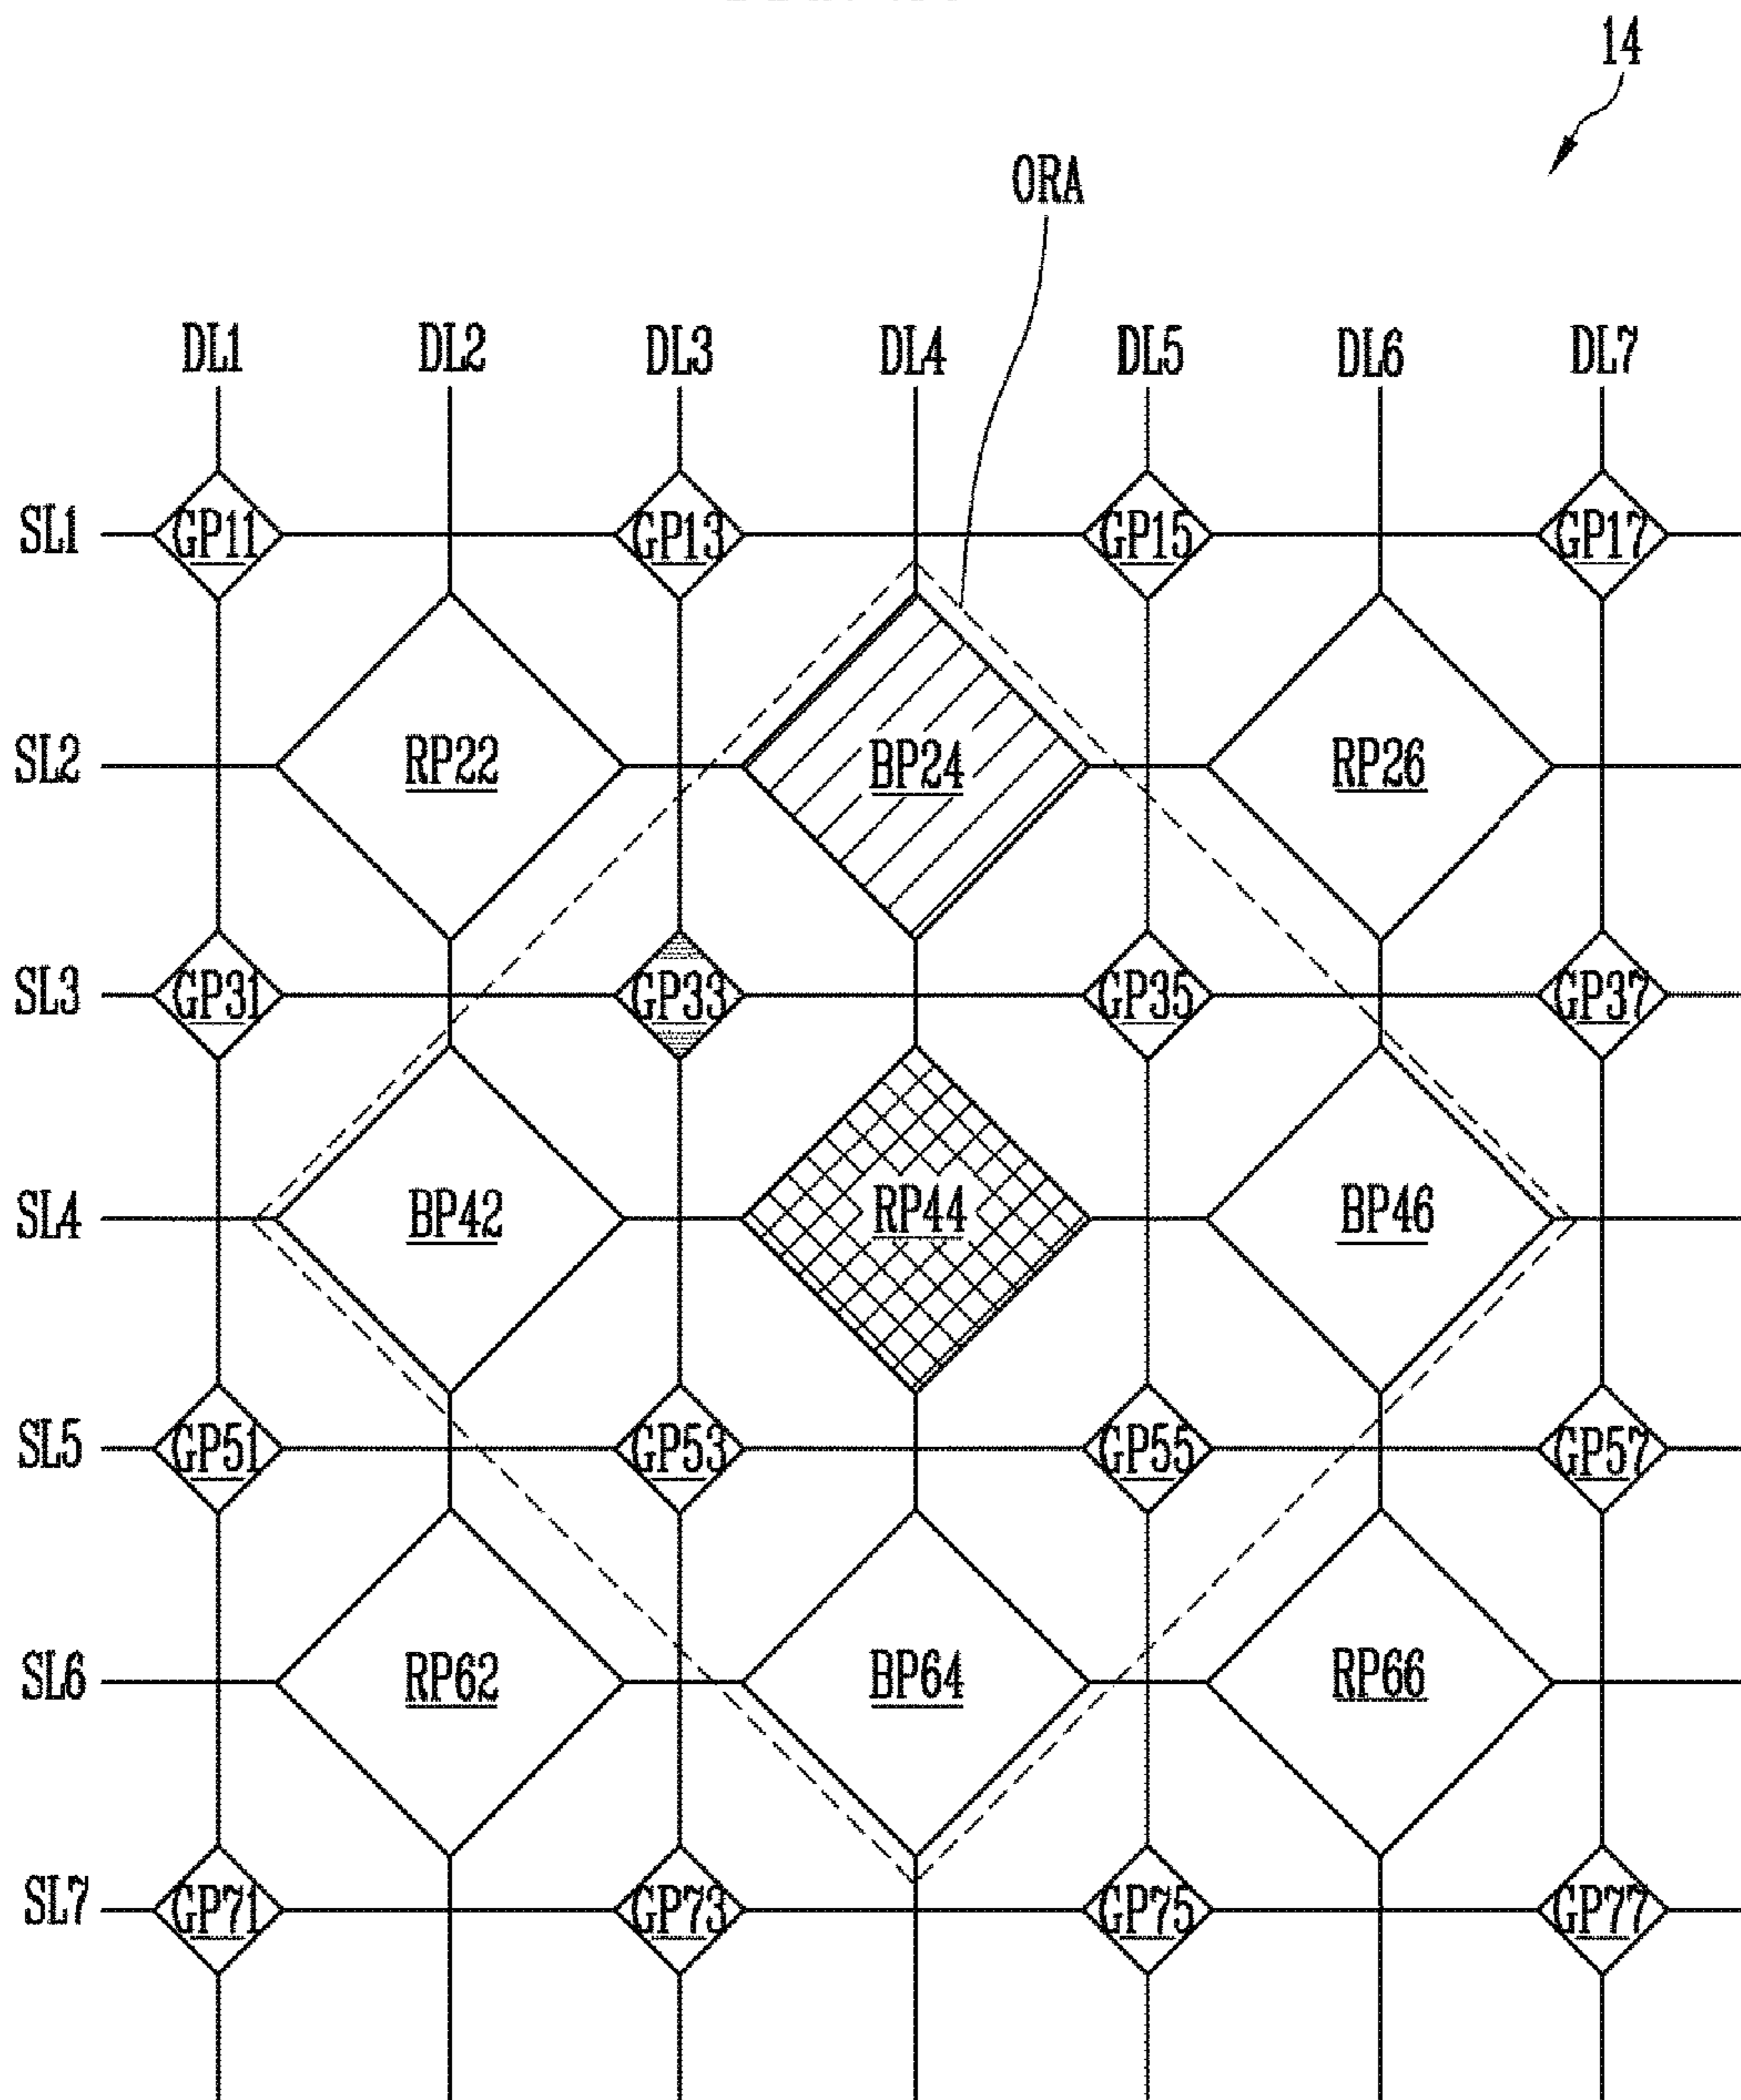 14
ORA
DL1 DL2 DL3 DL4 DL5 DL6 DL7
SL1 GP11 GP13 GP15 GP17
SL2 RP22 BP24 RP26
SL3 GP31 GP33 GP35 GP37
SL4 BP42 RP44 BP46
SL5 GP51 GP53 GP55 GP57
SL6 RP62 BP64 RP66
SL7 GP71 GP73 GP75 GP77